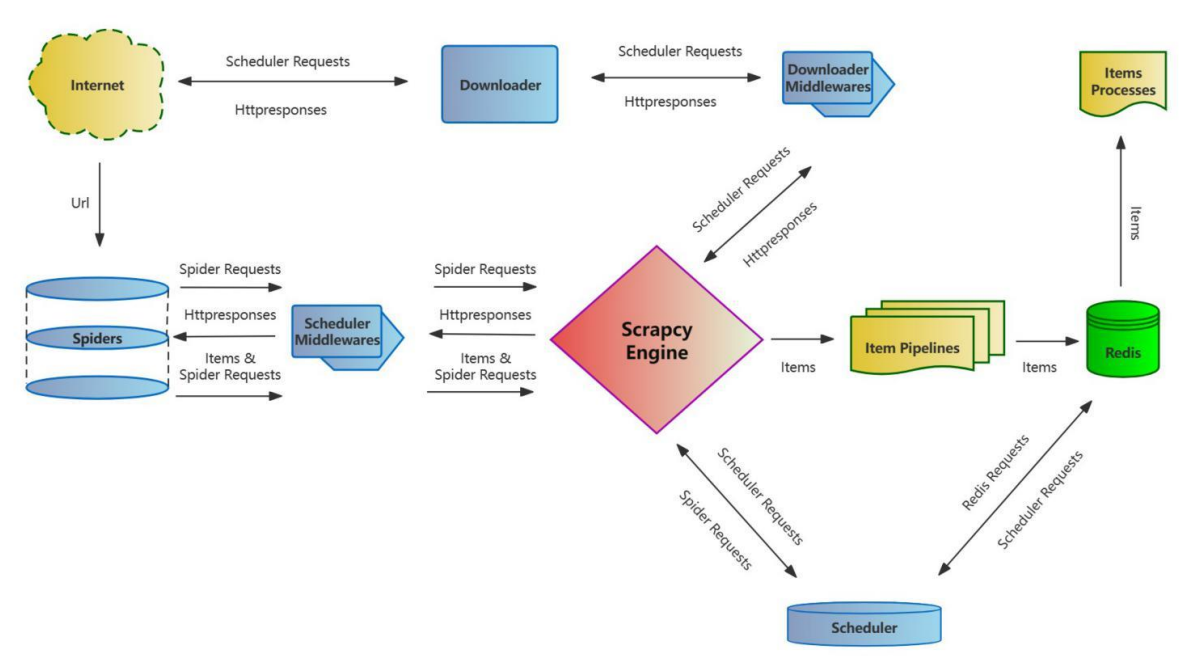 Internet
Scheduler Requests
Httpresponses
Downloader
Scheduler Requests
Httpresponses
Downloader
Middlewares
Items
Processes
Url
Scheduler Requests
Httpresponses
Items
Spiders
Spider Requests
Httpresponses
Items &
Spider Requests
Scheduler
Middlewares
Spider Requests
Httpresponses
Items &
Spider Requests
Scrapcy
Engine
Items
Item Pipelines
Items
Redis
Scheduler Requests
Spider Requests
Redis Requests
Scheduler Requests
Scheduler